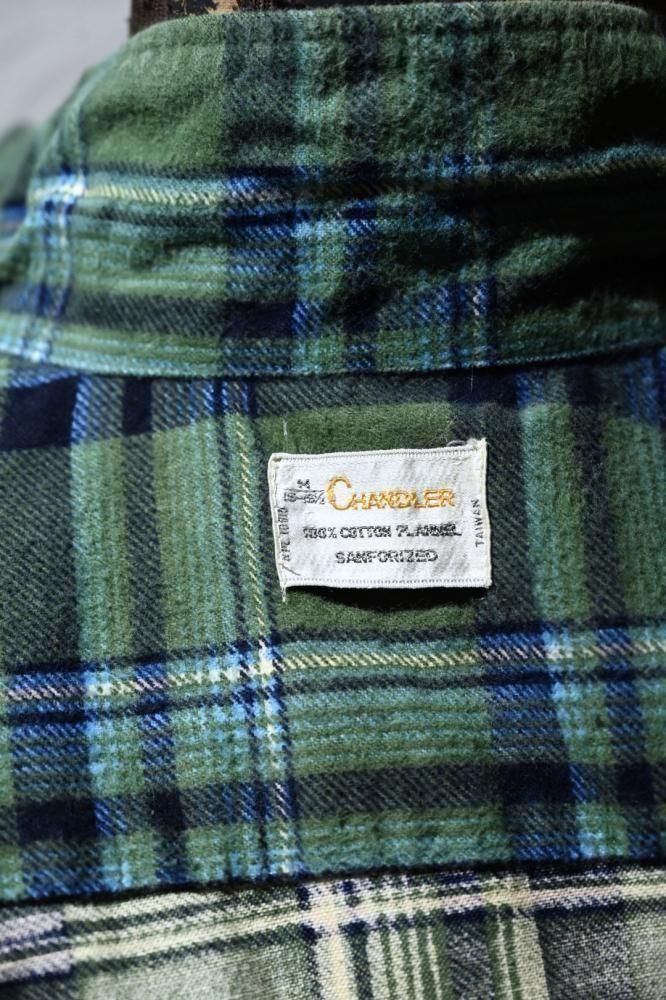 M
CHANDLER
100% COTTON FLANNEL
SANFORIZED
TAIWAN